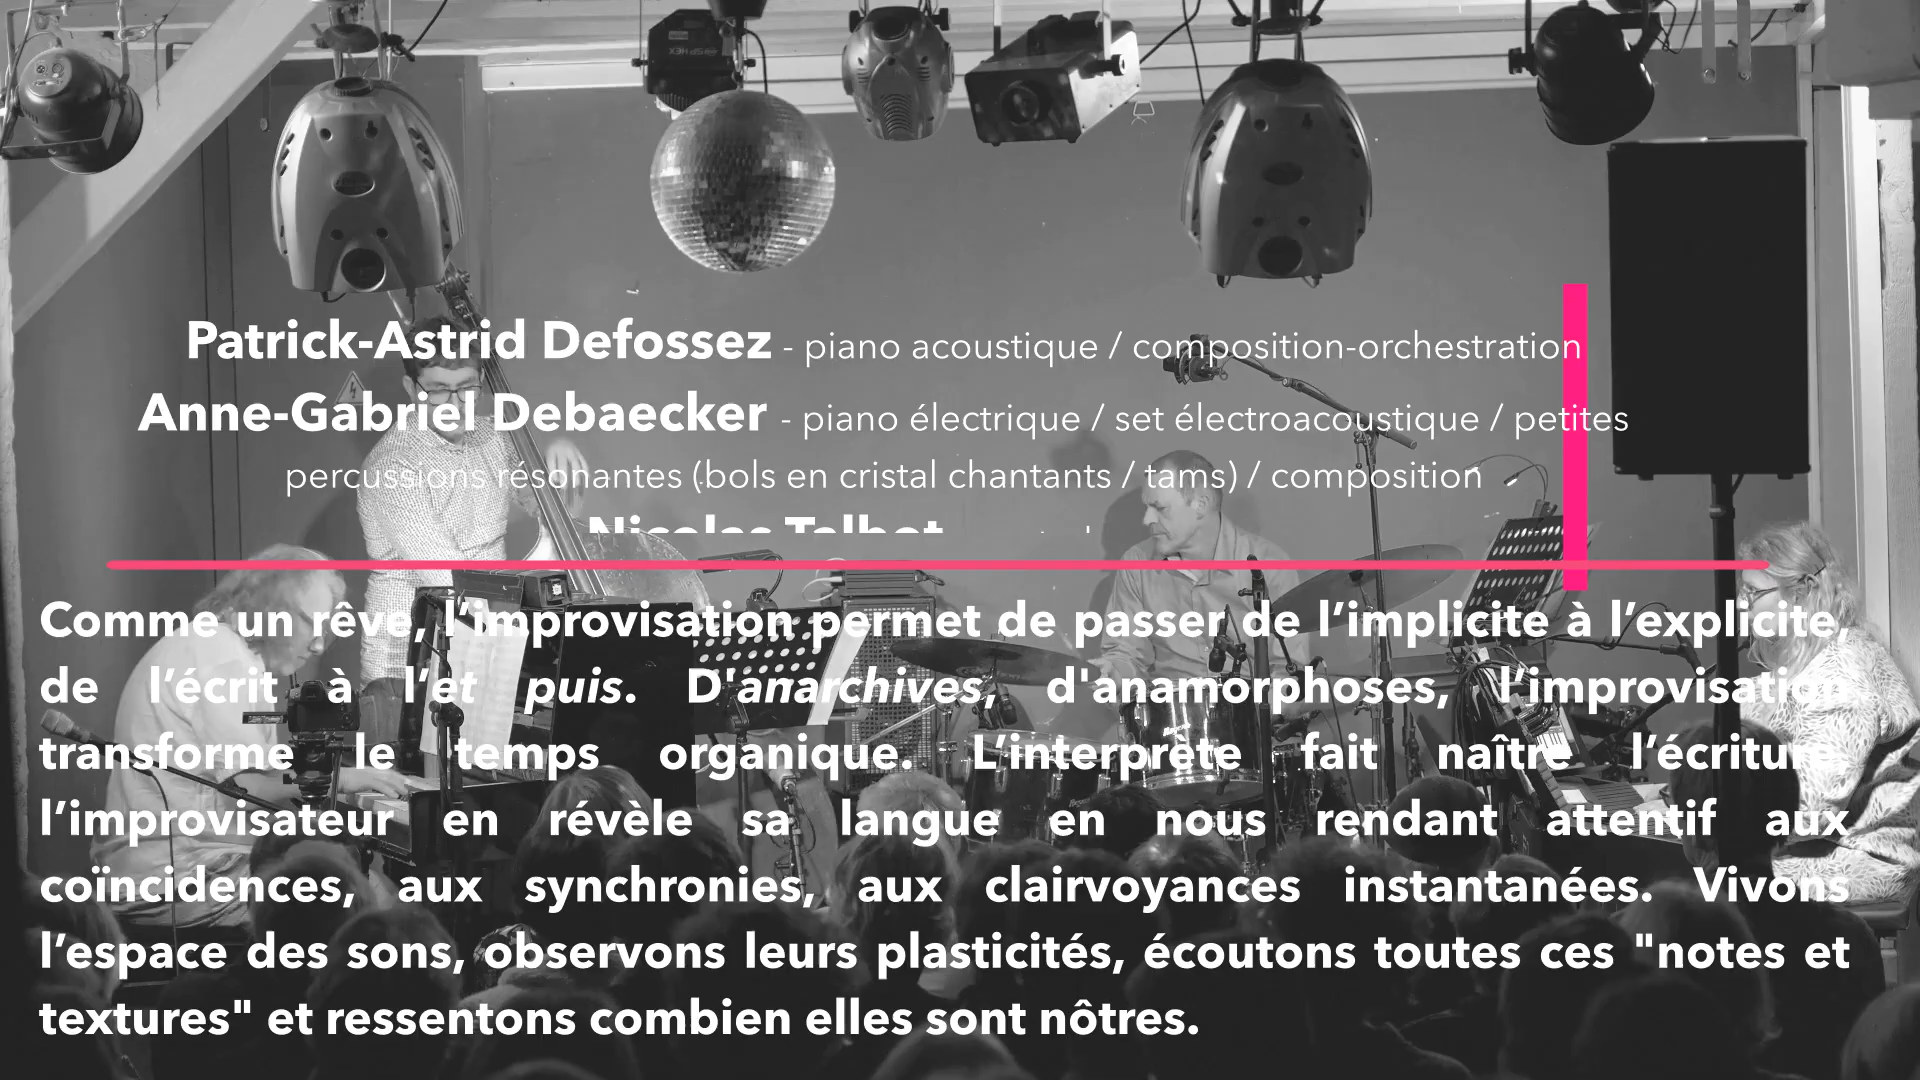 Patrick-Astrid Defossez - piano acoustique / composition-orchestration
Anne-Gabriel Debaecker - piano électrique / set électroacoustique / petites
percussions résonantes (bols en cristal chantants / tams) / composition
Nicolas Talbot
Comme un rêve, l’improvisation permet de passer de l’implicite à l’explicite,
de l’écrit à l’et puis. D'anarchives, d'anamorphoses, l’improvisation
transforme le temps organique. L’interprète fait naître l’écriture,
l’improvisateur en révèle sa langue en nous rendant attentif aux
coïncidences, aux synchronies, aux clairvoyances instantanées. Vivons
l’espace des sons, observons leurs plasticités, écoutons toutes ces "notes et
textures" et ressentons combien elles sont nôtres.